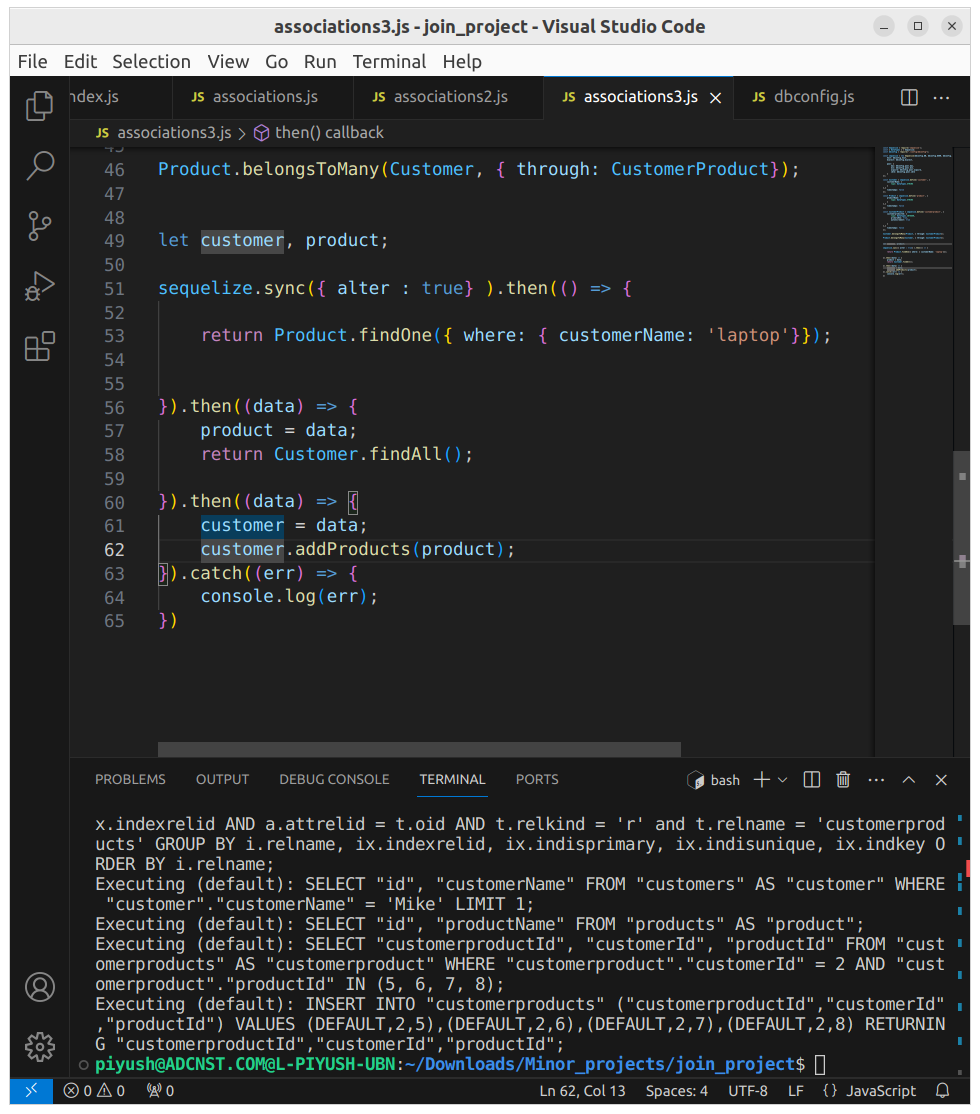 associations3.js - join_project - Visual Studio Code
File Edit Selection View Go Run Terminal Help
ndex.js JS associations.js JS associations2.js JS associations3.js JS dbconfig.js
JS associations3.js > then() callback
45
46 Product.belongsToMany(Customer, { through: CustomerProduct});
47
48
49 let customer, product;
50
51 sequelize.sync({ alter : true} ).then(() => {
52
53 return Product.findOne({ where: { customerName: 'laptop'}});
54
55
56 }).then((data) => {
57 product = data;
58 return Customer.findAll();
59
60 }).then((data) => {
61 customer = data;
62 customer.addProducts(product);
63 }).catch((err) => {
64 console.log(err);
65 })
PROBLEMS OUTPUT DEBUG CONSOLE TERMINAL PORTS bash
x.indexrelid AND a.attrelid = t.oid AND t.relkind = 'r' and t.relname = 'customerprod
ucts' GROUP BY i.relname, ix.indexrelid, ix.indisprimary, ix.indisunique, ix.indkey O
RDER BY i.relname;
Executing (default): SELECT "id", "customerName" FROM "customers" AS "customer" WHERE
"customer"."customerName" = 'Mike' LIMIT 1;
Executing (default): SELECT "id", "productName" FROM "products" AS "product";
Executing (default): SELECT "customerproductId", "customerId", "productId" FROM "cust
omerproducts" AS "customerproduct" WHERE "customerproduct"."customerId" = 2 AND "cust
omerproduct"."productId" IN (5, 6, 7, 8);
Executing (default): INSERT INTO "customerproducts" ("customerproductId","customerId"
,"productId") VALUES (DEFAULT,2,5),(DEFAULT,2,6),(DEFAULT,2,7),(DEFAULT,2,8) RETURNIN
G "customerproductId","customerId","productId";
piyush@ADCNST.COM@L-PIYUSH-UBN:~/Downloads/Minor_projects/join_project$
0 0 0 Ln 62, Col 13 Spaces: 4 UTF-8 LF {} JavaScript